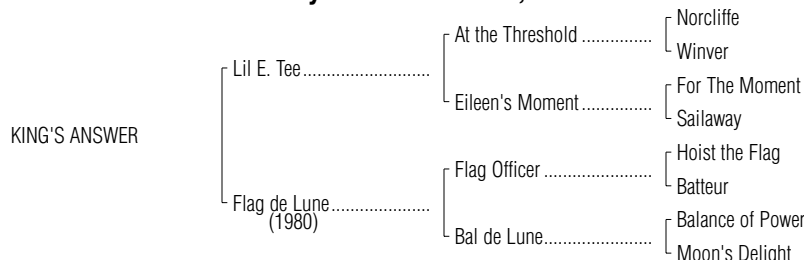 Norcliffe
At the Threshold ................
Winver
Lil E. Tee...........................
For The Moment
Eileen's Moment ................
Sailaway
KING'S ANSWER
Hoist the Flag
Flag Officer .........................
Batteur
Flag de Lune.....................
(1980)
Balance of Power
Bal de Lune.........................
Moon's Delight